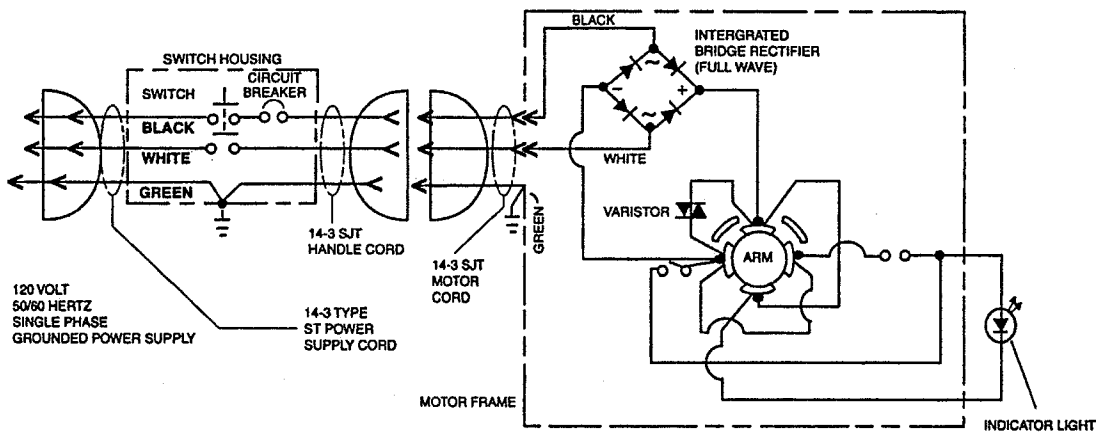 BLACK
INTERGRATED
BRIDGE RECTIFIER
(FULL WAVE)
SWITCH HOUSING
CIRCUIT
BREAKER
SWITCH
BLACK
WHITE
GREEN
~
-
+
~
WHITE
GREEN
VARISTOR
ARM
14-3 SJT
HANDLE CORD
14-3 SJT
MOTOR
CORD
120 VOLT
50/60 HERTZ
SINGLE PHASE
GROUNDED POWER SUPPLY
14-3 TYPE
ST POWER
SUPPLY CORD
MOTOR FRAME
INDICATOR LIGHT